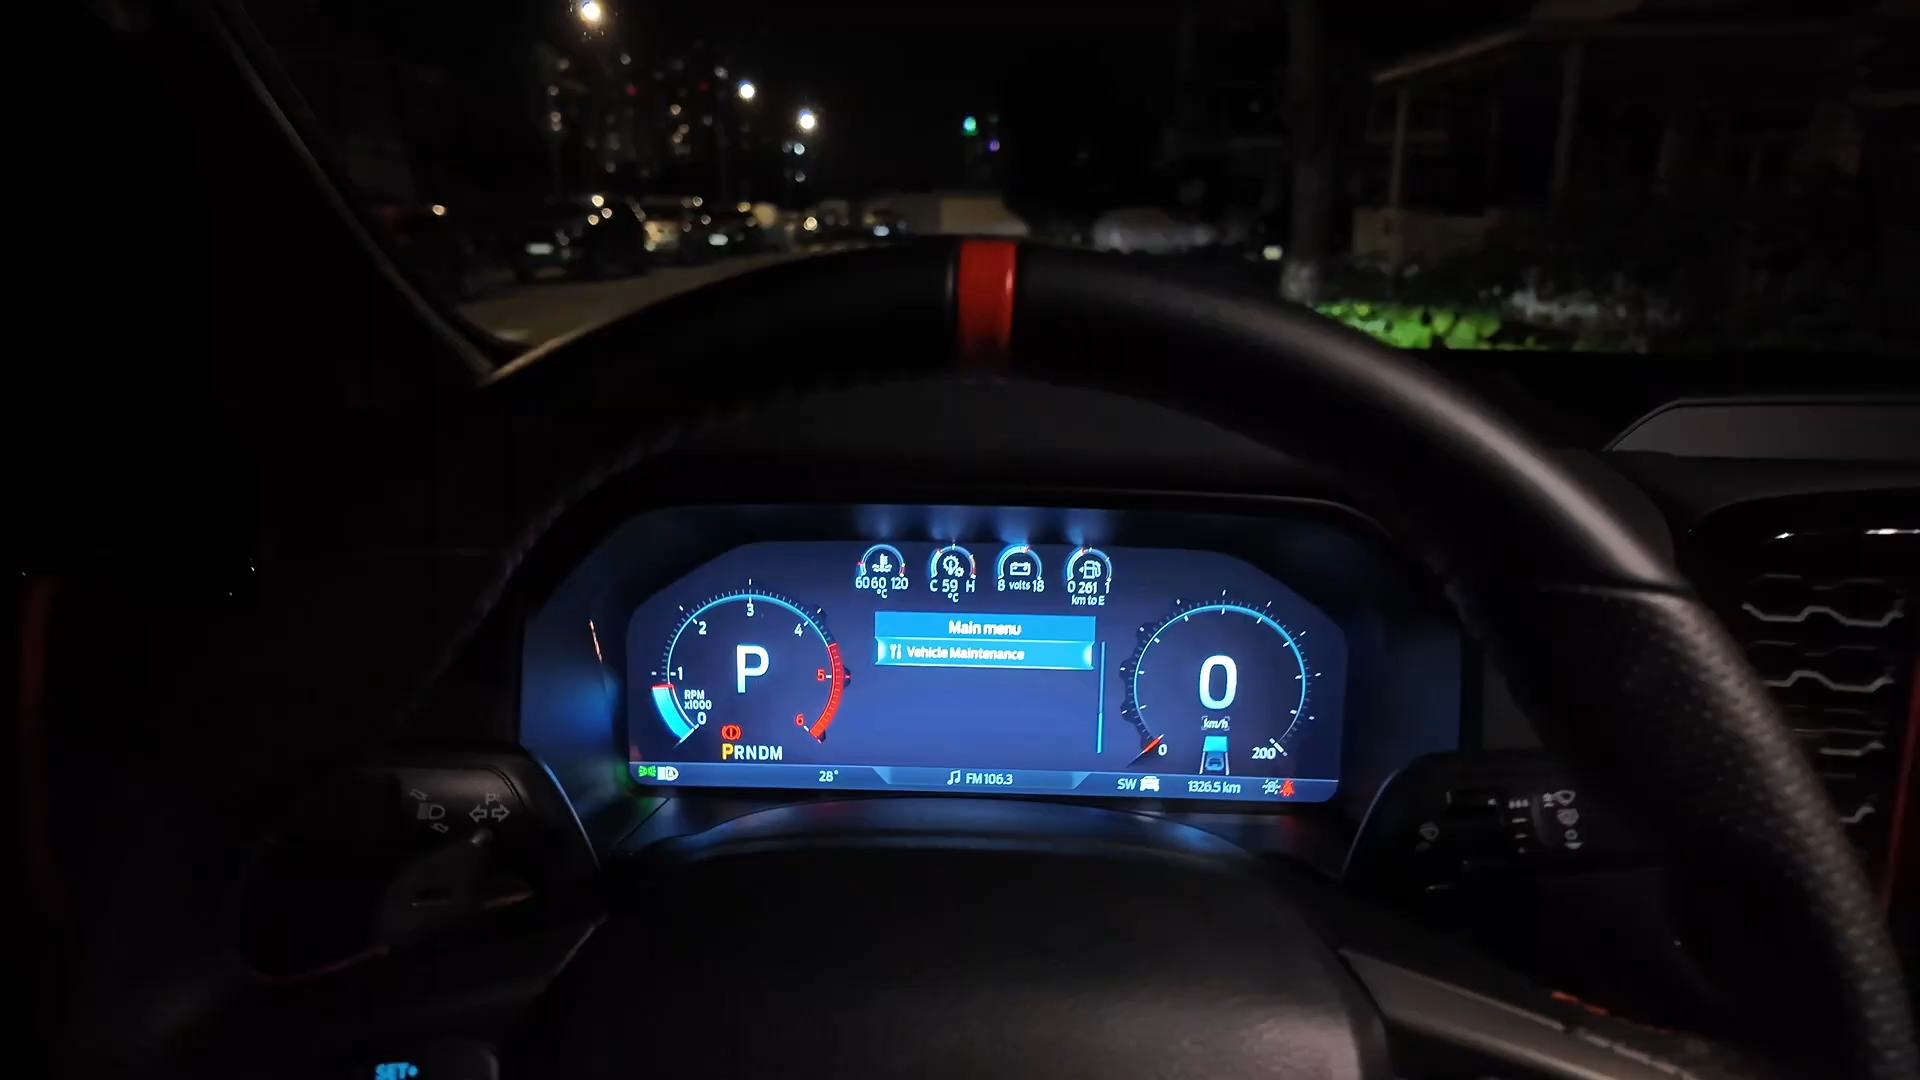 60 60 120
°C
C 59 H
°C
8 volts 18
0 261 1
km to E
Main menu
Vehicle Maintenance
1
2
3
4
5
6
P
RPM
x1000
0
PRNDM
0
km/h
0
200
28°
FM 106.3
SW
1326.5 km
P
SET+